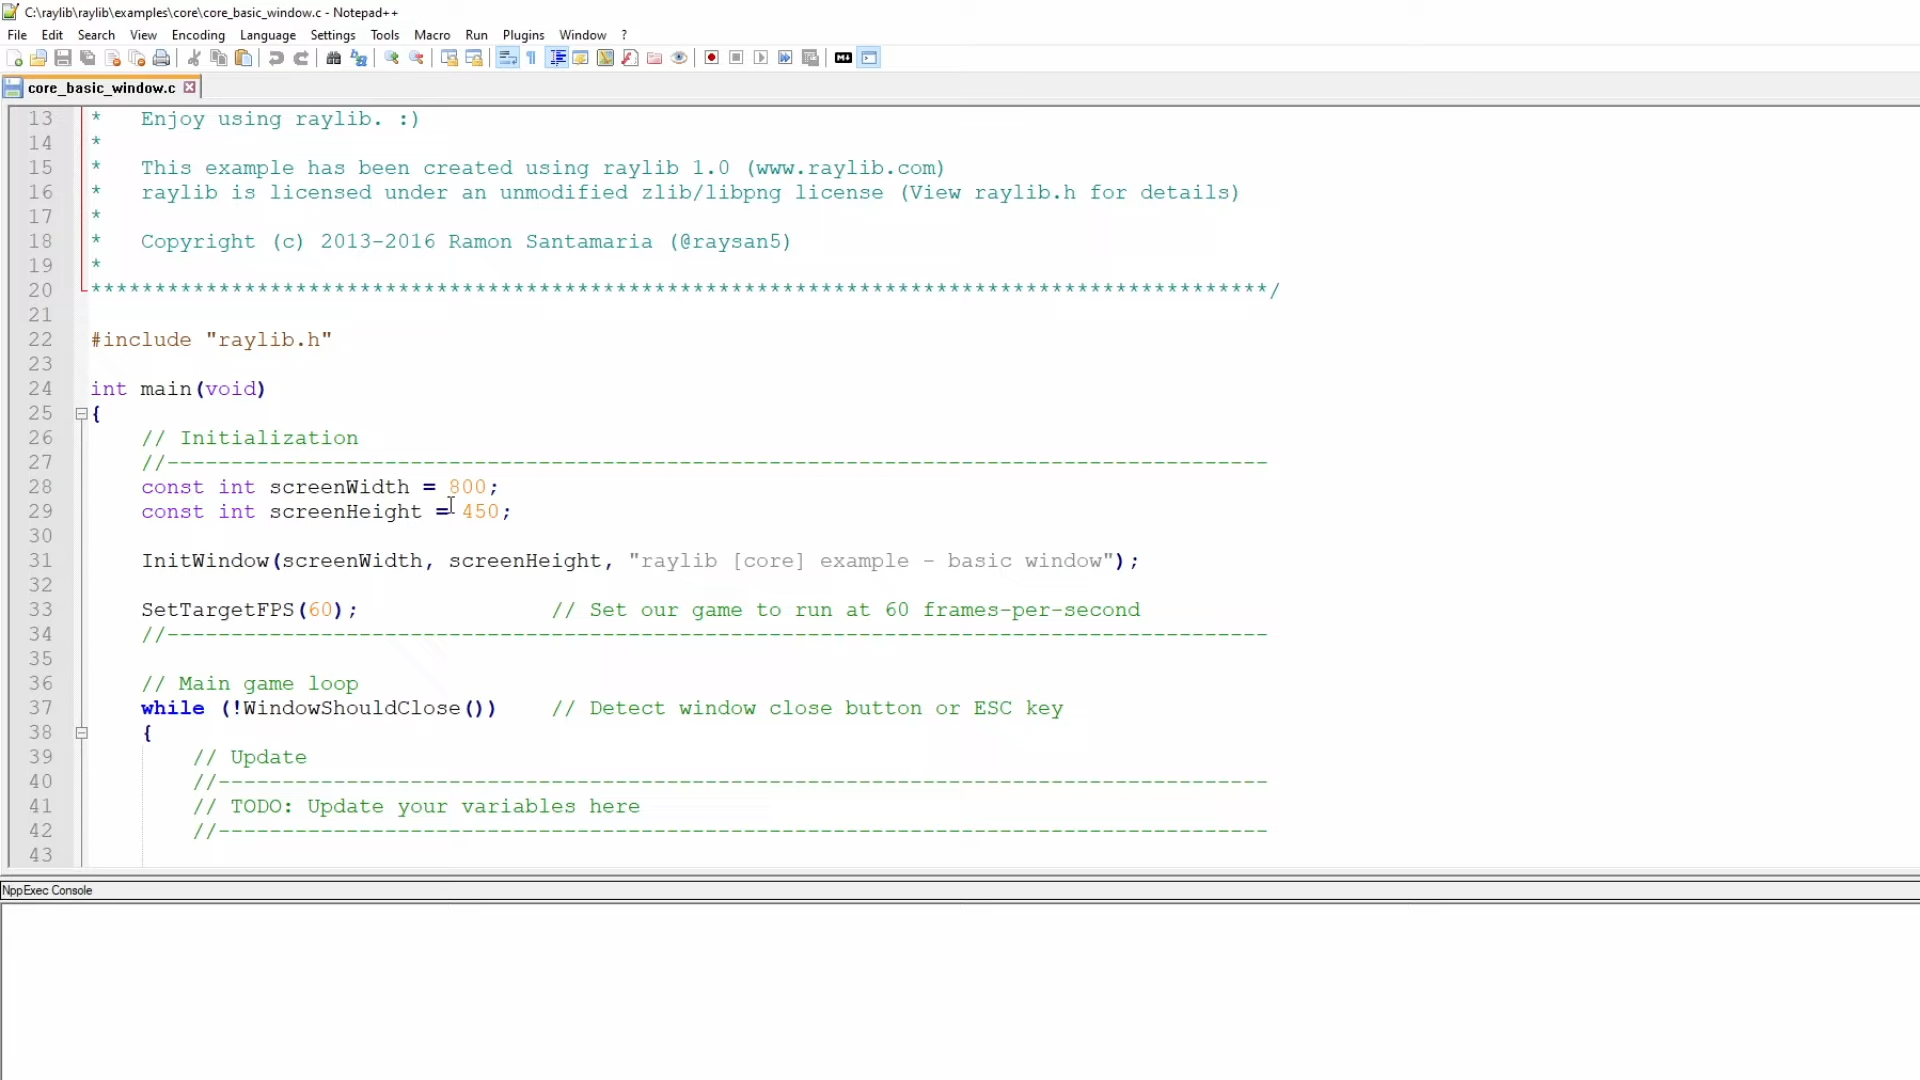 C:\raylib\raylib\examples\core\core_basic_window.c - Notepad++
File Edit Search View Encoding Language Settings Tools Macro Run Plugins Window ?
core_basic_window.c
13 * Enjoy using raylib. :)
14 *
15 * This example has been created using raylib 1.0 (www.raylib.com)
16 * raylib is licensed under an unmodified zlib/libpng license (View raylib.h for details)
17 *
18 * Copyright (c) 2013-2016 Ramon Santamaria (@raysan5)
19 *
20 ********************************************************************************************/
21
22 #include "raylib.h"
23
24 int main(void)
25 {
26 // Initialization
27 //--------------------------------------------------------------------------------------
28 const int screenWidth = 800;
29 const int screenHeight = 450;
30
31 InitWindow(screenWidth, screenHeight, "raylib [core] example - basic window");
32
33 SetTargetFPS(60); // Set our game to run at 60 frames-per-second
34 //--------------------------------------------------------------------------------------
35
36 // Main game loop
37 while (!WindowShouldClose()) // Detect window close button or ESC key
38 {
39 // Update
40 //----------------------------------------------------------------------------------
41 // TODO: Update your variables here
42 //----------------------------------------------------------------------------------
43
NppExec Console